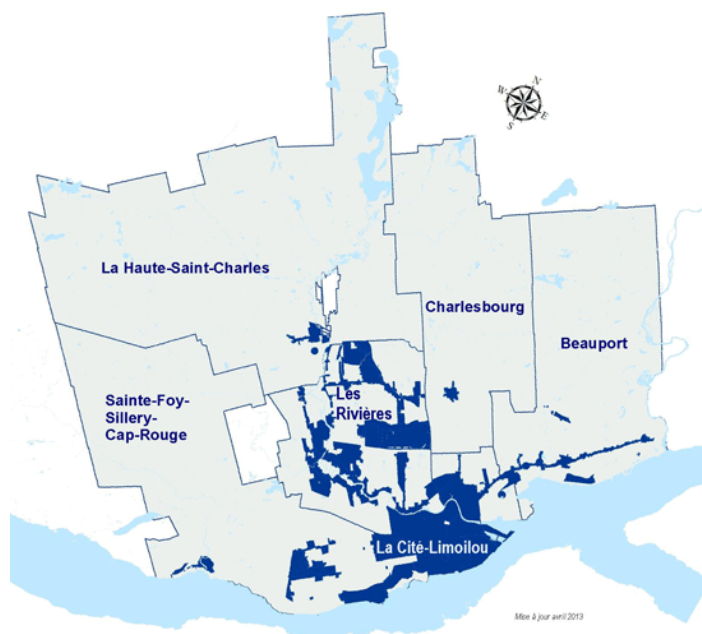 N
W
E
S
La Haute-Saint-Charles
Charlesbourg
Beauport
Sainte-Foy-
Sillery-
Cap-Rouge
Les
Rivières
La Cité-Limoilou
Mise à jour avril 2013